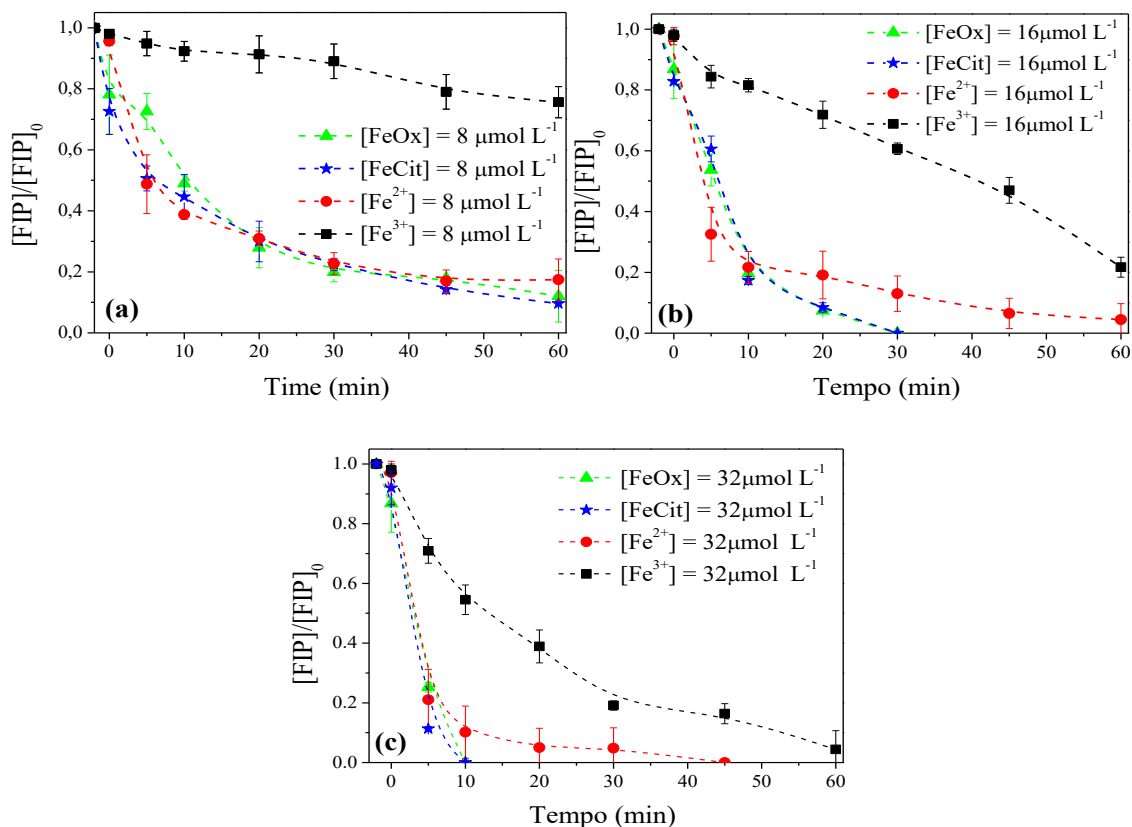 1,0
0,8
0,6
0,4
0,2
0,0
[FIP]/[FIP]₀
[FeOx] = 8 μmol L⁻¹
[FeCit] = 8 μmol L⁻¹
[Fe²⁺] = 8 μmol L⁻¹
[Fe³⁺] = 8 μmol L⁻¹
(a)
0 10 20 30 40 50 60
Time (min)
1,0
0,8
0,6
0,4
0,2
0,0
[FIP]/[FIP]₀
[FeOx] = 16μmol L⁻¹
[FeCit] = 16μmol L⁻¹
[Fe²⁺] = 16μmol L⁻¹
[Fe³⁺] = 16μmol L⁻¹
(b)
0 10 20 30 40 50 60
Tempo (min)
1.0
0.8
0.6
0.4
0.2
0.0
[FIP]/[FIP]₀
[FeOx] = 32μmol L⁻¹
[FeCit] = 32μmol L⁻¹
[Fe²⁺] = 32μmol L⁻¹
[Fe³⁺] = 32μmol L⁻¹
(c)
0 10 20 30 40 50 60
Tempo (min)